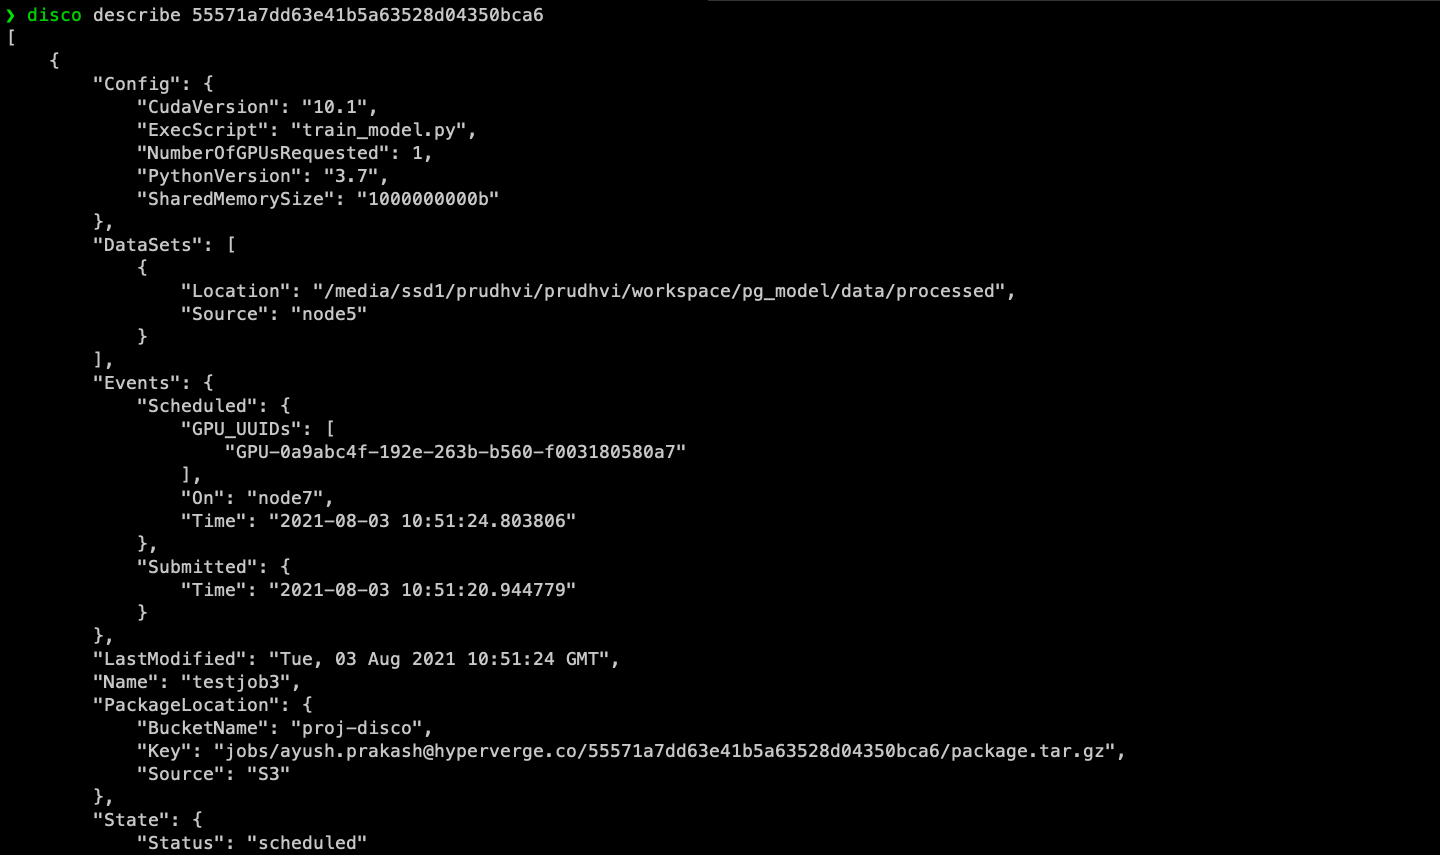 ❯ disco describe 55571a7dd63e41b5a63528d04350bca6
[
    {
        "Config": {
            "CudaVersion": "10.1",
            "ExecScript": "train_model.py",
            "NumberOfGPUsRequested": 1,
            "PythonVersion": "3.7",
            "SharedMemorySize": "1000000000b"
        },
        "DataSets": [
            {
                "Location": "/media/ssd1/prudhvi/prudhvi/workspace/pg_model/data/processed",
                "Source": "node5"
            }
        ],
        "Events": {
            "Scheduled": {
                "GPU_UUIDs": [
                    "GPU-0a9abc4f-192e-263b-b560-f003180580a7"
                ],
                "On": "node7",
                "Time": "2021-08-03 10:51:24.803806"
            },
            "Submitted": {
                "Time": "2021-08-03 10:51:20.944779"
            }
        },
        "LastModified": "Tue, 03 Aug 2021 10:51:24 GMT",
        "Name": "testjob3",
        "PackageLocation": {
            "BucketName": "proj-disco",
            "Key": "jobs/ayush.prakash@hyperverge.co/55571a7dd63e41b5a63528d04350bca6/package.tar.gz",
            "Source": "S3"
        },
        "State": {
            "Status": "scheduled"